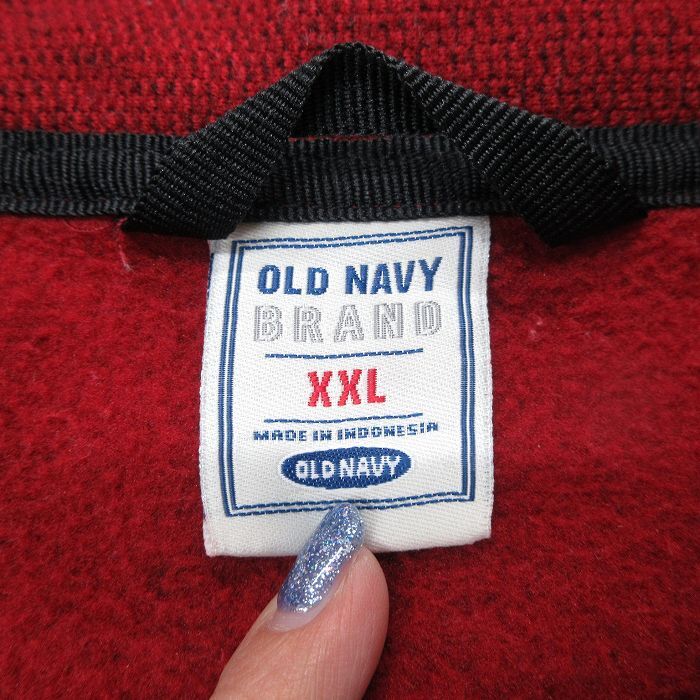 OLD NAVY
BRAND
XXL
MADE IN INDONESIA
OLD NAVY